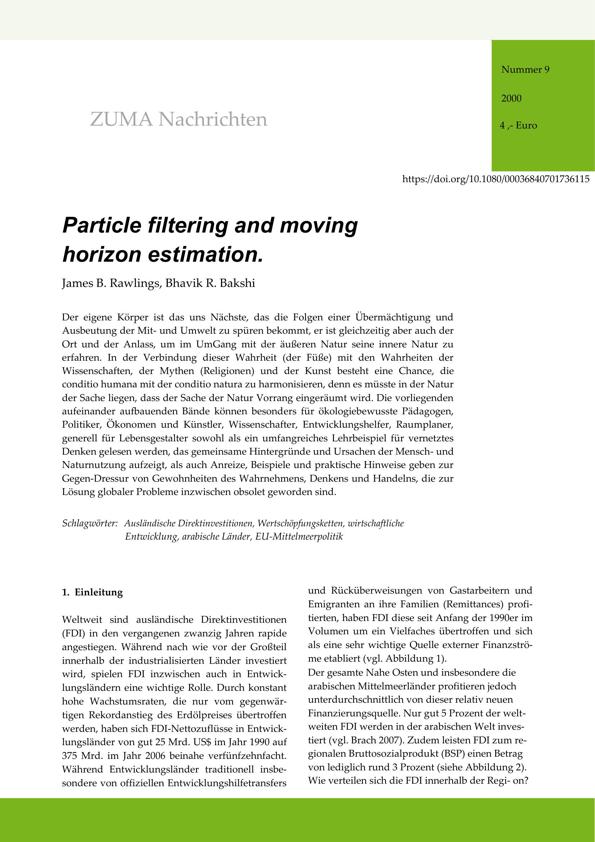 Nummer 9
2000
4 ,- Euro
ZUMA Nachrichten
https://doi.org/10.1080/00036840701736115
Particle filtering and moving
horizon estimation.
James B. Rawlings, Bhavik R. Bakshi
Der eigene Körper ist das uns Nächste, das die Folgen einer Übermächtigung und
Ausbeutung der Mit- und Umwelt zu spüren bekommt, er ist gleichzeitig aber auch der
Ort und der Anlass, um im UmGang mit der äußeren Natur seine innere Natur zu
erfahren. In der Verbindung dieser Wahrheit (der Füße) mit den Wahrheiten der
Wissenschaften, der Mythen (Religionen) und der Kunst besteht eine Chance, die
conditio humana mit der conditio natura zu harmonisieren, denn es müsste in der Natur
der Sache liegen, dass der Sache der Natur Vorrang eingeräumt wird. Die vorliegenden
aufeinander aufbauenden Bände können besonders für ökologiebewusste Pädagogen,
Politiker, Ökonomen und Künstler, Wissenschafter, Entwicklungshelfer, Raumplaner,
generell für Lebensgestalter sowohl als ein umfangreiches Lehrbeispiel für vernetztes
Denken gelesen werden, das gemeinsame Hintergründe und Ursachen der Mensch- und
Naturnutzung aufzeigt, als auch Anreize, Beispiele und praktische Hinweise geben zur
Gegen-Dressur von Gewohnheiten des Wahrnehmens, Denkens und Handelns, die zur
Lösung globaler Probleme inzwischen obsolet geworden sind.
Schlagwörter: Ausländische Direktinvestitionen, Wertschöpfungsketten, wirtschaftliche
Entwicklung, arabische Länder, EU-Mittelmeerpolitik
1. Einleitung
Weltweit sind ausländische Direktinvestitionen
(FDI) in den vergangenen zwanzig Jahren rapide
angestiegen. Während nach wie vor der Großteil
innerhalb der industrialisierten Länder investiert
wird, spielen FDI inzwischen auch in Entwick-
lungsländern eine wichtige Rolle. Durch konstant
hohe Wachstumsraten, die nur vom gegenwär-
tigen Rekordanstieg des Erdölpreises übertroffen
werden, haben sich FDI-Nettozuflüsse in Entwick-
lungsländer von gut 25 Mrd. US$ im Jahr 1990 auf
375 Mrd. im Jahr 2006 beinahe verfünfzehnfacht.
Während Entwicklungsländer traditionell insbe-
sondere von offiziellen Entwicklungshilfetransfers
und Rücküberweisungen von Gastarbeitern und
Emigranten an ihre Familien (Remittances) profi-
tierten, haben FDI diese seit Anfang der 1990er im
Volumen um ein Vielfaches übertroffen und sich
als eine sehr wichtige Quelle externer Finanzströ-
me etabliert (vgl. Abbildung 1).
Der gesamte Nahe Osten und insbesondere die
arabischen Mittelmeerländer profitieren jedoch
unterdurchschnittlich von dieser relativ neuen
Finanzierungsquelle. Nur gut 5 Prozent der welt-
weiten FDI werden in der arabischen Welt inves-
tiert (vgl. Brach 2007). Zudem leisten FDI zum re-
gionalen Bruttosozialprodukt (BSP) einen Betrag
von lediglich rund 3 Prozent (siehe Abbildung 2).
Wie verteilen sich die FDI innerhalb der Regi- on?